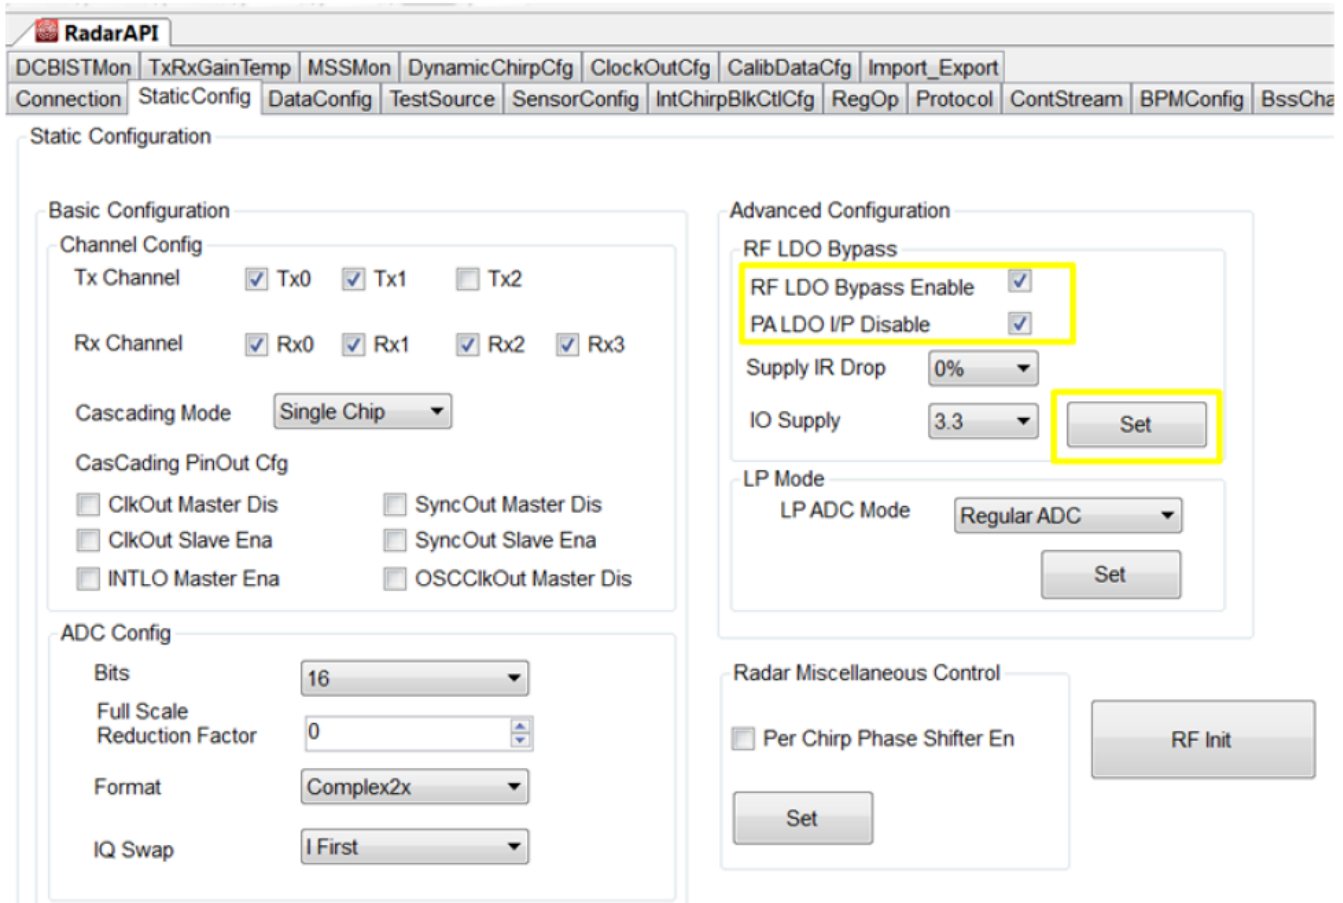 RadarAPI
DCBISTMon TxRxGainTemp MSSMon DynamicChirpCfg ClockOutCfg CalibDataCfg Import_Export
Connection StaticConfig DataConfig TestSource SensorConfig IntChirpBlkCtlCfg RegOp Protocol ContStream BPMConfig BssCha
Static Configuration
Basic Configuration
Channel Config
Tx Channel Tx0 Tx1 Tx2
Rx Channel Rx0 Rx1 Rx2 Rx3
Cascading Mode Single Chip
CasCading PinOut Cfg
ClkOut Master Dis SyncOut Master Dis
ClkOut Slave Ena SyncOut Slave Ena
INTLO Master Ena OSCClkOut Master Dis
ADC Config
Bits 16
Full Scale
Reduction Factor 0
Format Complex2x
IQ Swap I First
Advanced Configuration
RF LDO Bypass
RF LDO Bypass Enable
PA LDO I/P Disable
Supply IR Drop 0%
IO Supply 3.3 Set
LP Mode
LP ADC Mode Regular ADC
Set
Radar Miscellaneous Control
Per Chirp Phase Shifter En
Set
RF Init